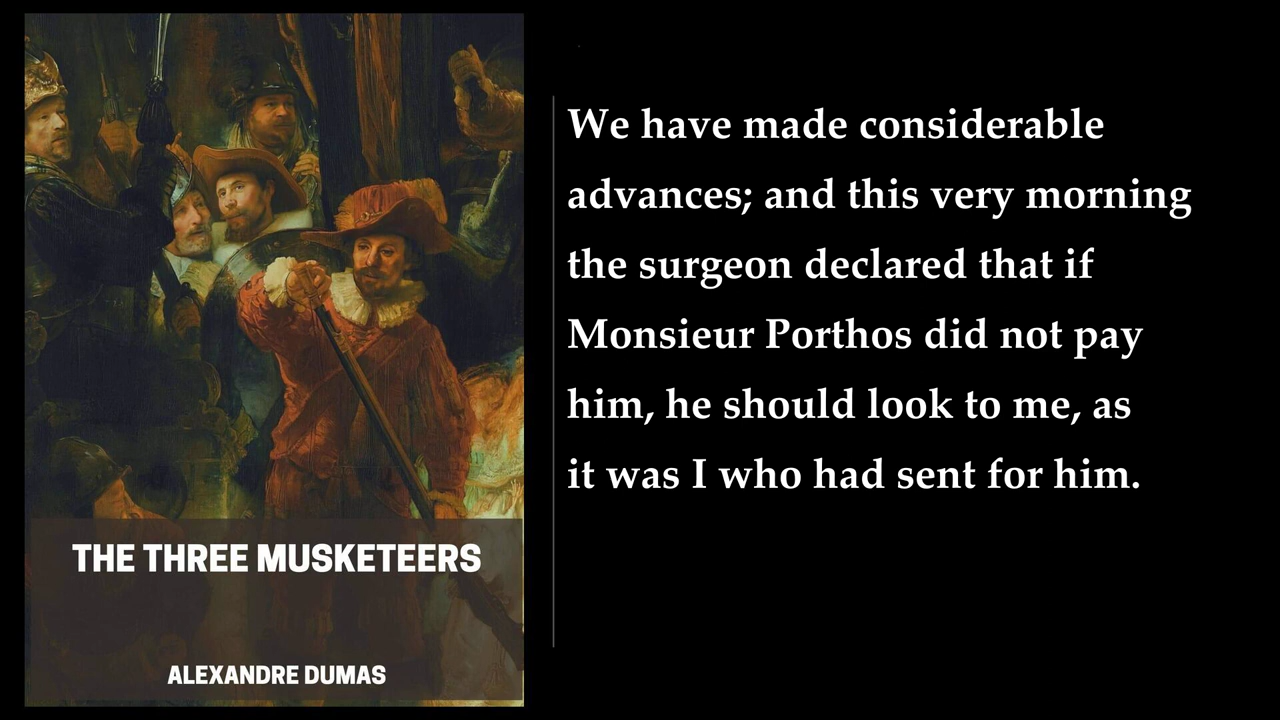 We have made considerable
advances; and this very morning
the surgeon declared that if
Monsieur Porthos did not pay
him, he should look to me, as
it was I who had sent for him.
THE THREE MUSKETEERS
ALEXANDRE DUMAS